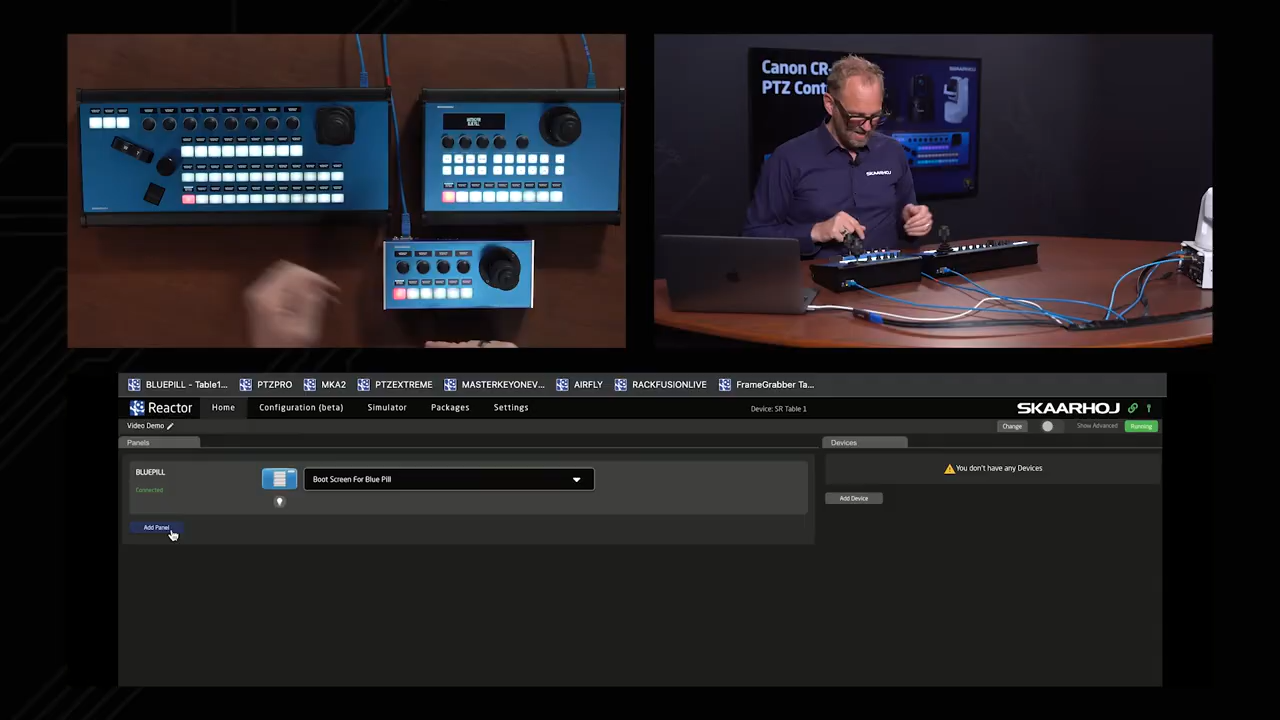 Canon CR-
PTZ Cont
SKAARHOJ
SKAARHOJ
BLUEPILL - Table1... PTZPRO MKA2 PTZEXTREME MASTERKEYONEV... AIRFLY RACKFUSIONLIVE FrameGrabber Ta...
Reactor Home Configuration (beta) Simulator Packages Settings Device: SR Table 1 SKAARHOJ
Video Demo Change Show Advanced Running
Panels Devices
BLUEPILL
Connected
Boot Screen For Blue Pill
You don't have any Devices
Add Device
Add Panel